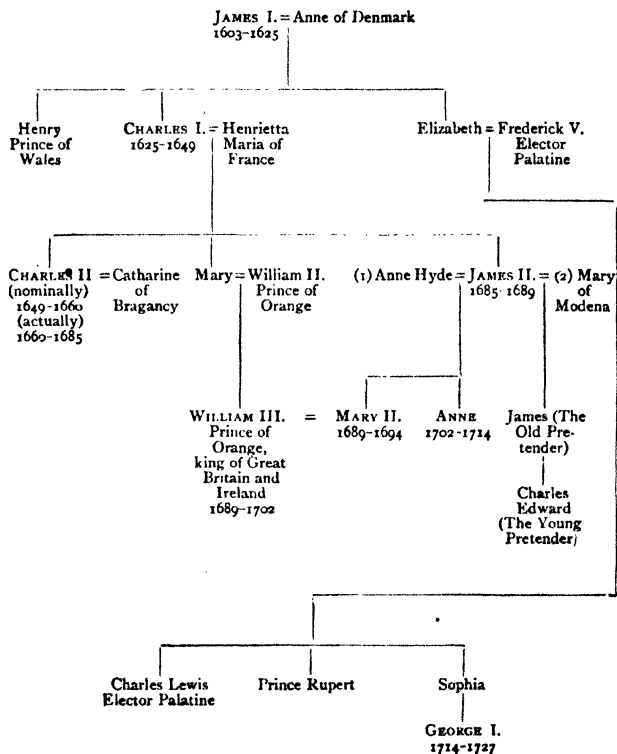 JAMES I. = Anne of Denmark
1603-1625
Henry
Prince of
Wales
CHARLES I. = Henrietta
1625-1649 Maria of
France
Elizabeth = Frederick V.
Elector
Palatine
CHARLES II = Catharine
(nominally) of
1649-1660 Bragancy
(actually)
1660-1685
Mary = William II.
Prince of
Orange
(1) Anne Hyde = JAMES II. = (2) Mary
1685-1689 of
Modena
WILLIAM III. = MARY II.
Prince of 1689-1694
Orange,
king of Great
Britain and
Ireland
1689-1702
ANNE
1702-1714
James (The
Old Pre-
tender)
Charles
Edward
(The Young
Pretender)
Charles Lewis
Elector Palatine
Prince Rupert
Sophia
GEORGE I.
1714-1727